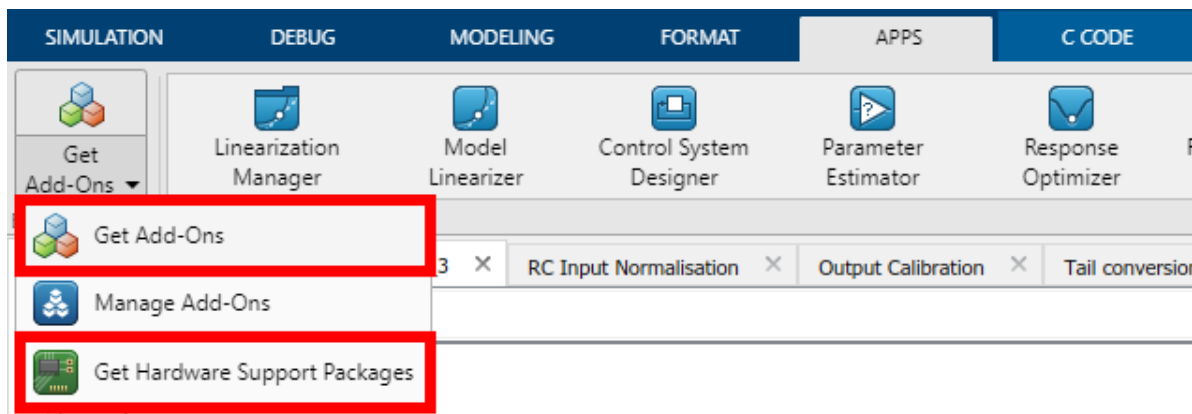 SIMULATION DEBUG MODELING FORMAT APPS C CODE
Get Add-Ons
Linearization Manager
Model Linearizer
Control System Designer
Parameter Estimator
Response Optimizer
Get Add-Ons
3 RC Input Normalisation Output Calibration Tail conversion
Manage Add-Ons
Get Hardware Support Packages